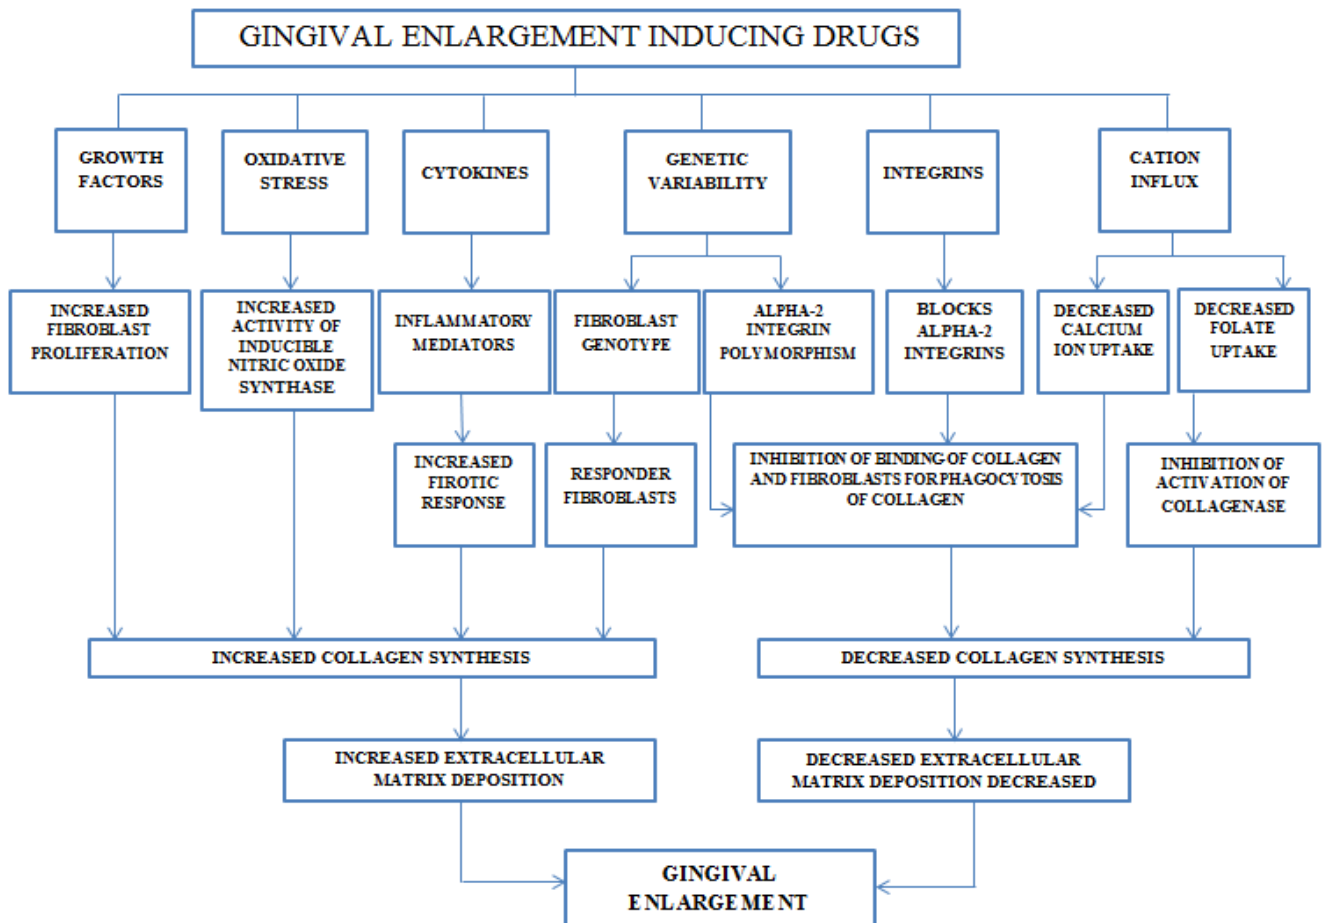 GINGIVAL ENLARGEMENT INDUCING DRUGS
GROWTH
FACTORS
OXIDATIVE
STRESS
CYTOKINES
GENETIC
VARIABILITY
INTEGRINS
CATION
INFLUX
INCREASED
FIBROBLAST
PROLIFERATION
INCREASED
ACTIVITY OF
INDUCIBLE
NITRIC OXIDE
SYNTHASE
INFLAMMATORY
MEDIATORS
FIBROBLAST
GENOTYPE
ALPHA-2
INTEGRIN
POLYMORPHISM
BLOCKS
ALPHA-2
INTEGRINS
DECREASED
CALCIUM
ION UPTAKE
DECREASED
FOLATE
UPTAKE
INCREASED
FIROTIC
RESPONSE
RESPONDER
FIBROBLASTS
INHIBITION OF BINDING OF COLLAGEN
AND FIBROBLASTS FOR PHAGOCYTOSIS
OF COLLAGEN
INHIBITION OF
ACTIVATION OF
COLLAGENASE
INCREASED COLLAGEN SYNTHESIS
DECREASED COLLAGEN SYNTHESIS
INCREASED EXTRACELLULAR
MATRIX DEPOSITION
DECREASED EXTRACELLULAR
MATRIX DEPOSITION DECREASED
GINGIVAL
ENLARGEMENT